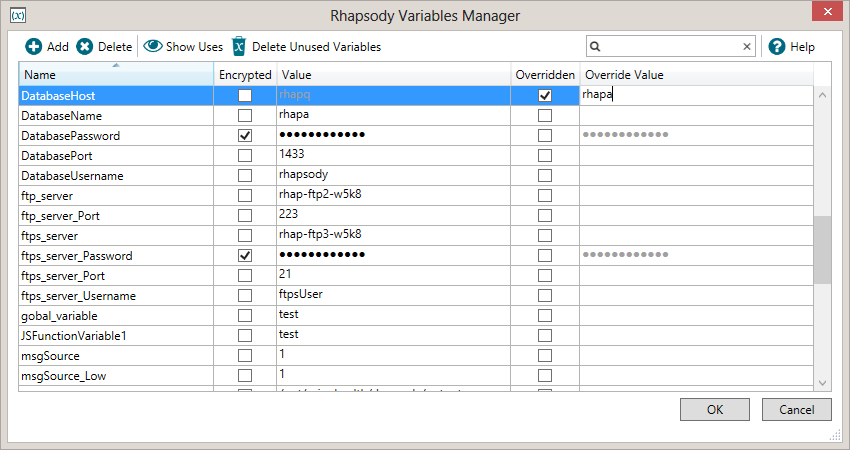 Rhapsody Variables Manager
Add Delete Show Uses Delete Unused Variables Help
Name Encrypted Value Overridden Override Value
DatabaseHost rhapq rhapa
DatabaseName rhapa
DatabasePassword ●●●●●●●●●●●● ●●●●●●●●●●●●
DatabasePort 1433
DatabaseUsername rhapsody
ftp_server rhap-ftp2-w5k8
ftp_server_Port 223
ftps_server rhap-ftp3-w5k8
ftps_server_Password ●●●●●●●●●●●● ●●●●●●●●●●●●
ftps_server_Port 21
ftps_server_Username ftpsUser
gobal_variable test
JSFunctionVariable1 test
msgSource 1
msgSource_Low 1
OK Cancel